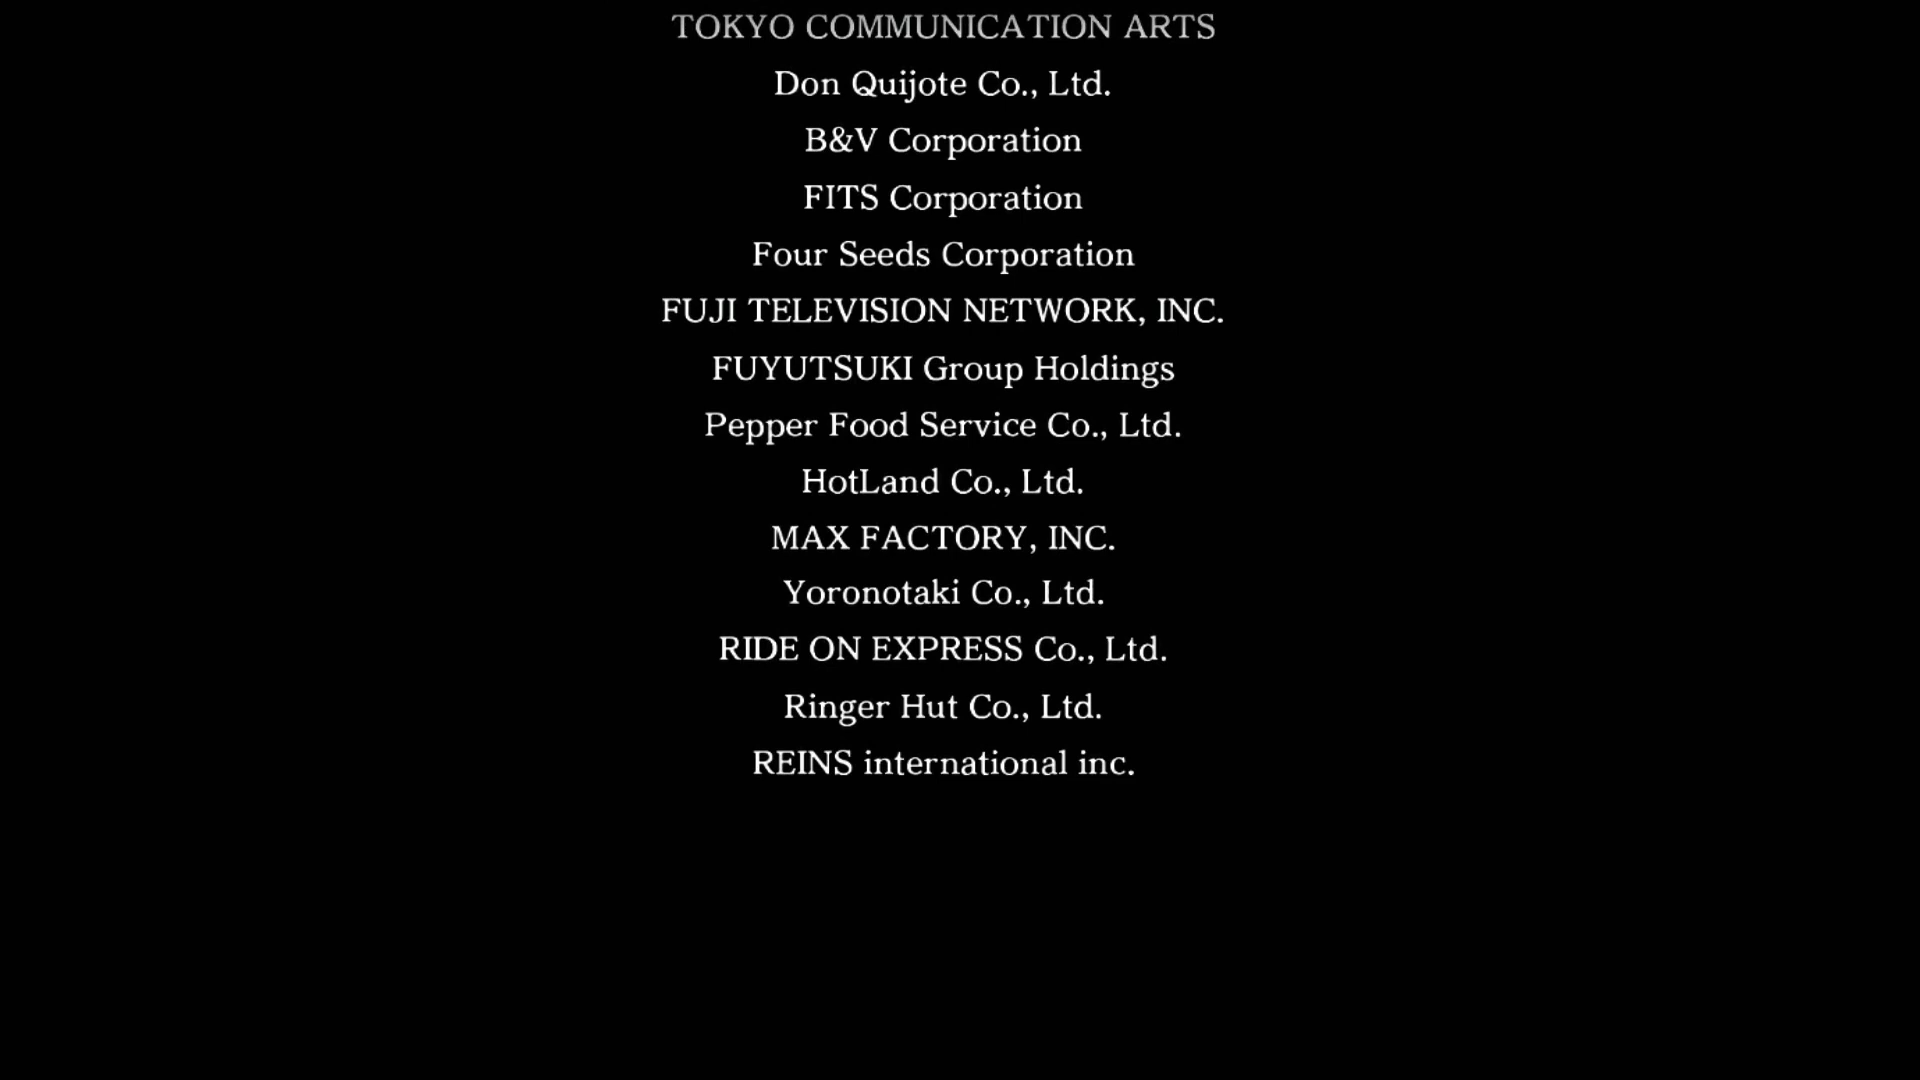 TOKYO COMMUNICATION ARTS
Don Quijote Co., Ltd.
B&V Corporation
FITS Corporation
Four Seeds Corporation
FUJI TELEVISION NETWORK, INC.
FUYUTSUKI Group Holdings
Pepper Food Service Co., Ltd.
HotLand Co., Ltd.
MAX FACTORY, INC.
Yoronotaki Co., Ltd.
RIDE ON EXPRESS Co., Ltd.
Ringer Hut Co., Ltd.
REINS international inc.